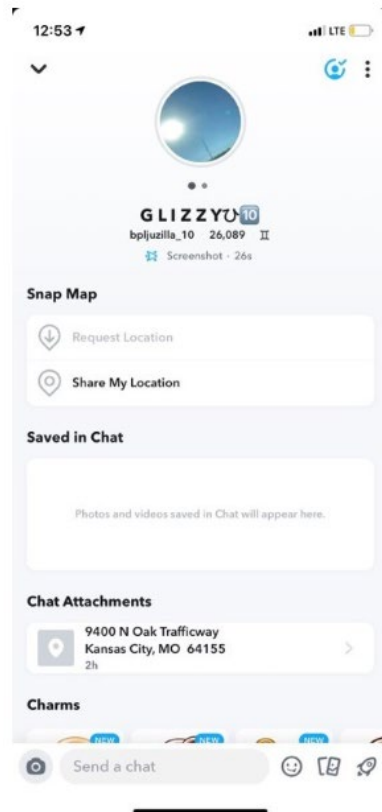 12:53
LTE
G L I Z Z Y ひ🔟
bpljuzilla_10 26,089 ♊
Screenshot · 26s
Snap Map
Request Location
Share My Location
Saved in Chat
Photos and videos saved in Chat will appear here.
Chat Attachments
9400 N Oak Trafficway
Kansas City, MO 64155
2h
Charms
NEW NEW NEW
Send a chat